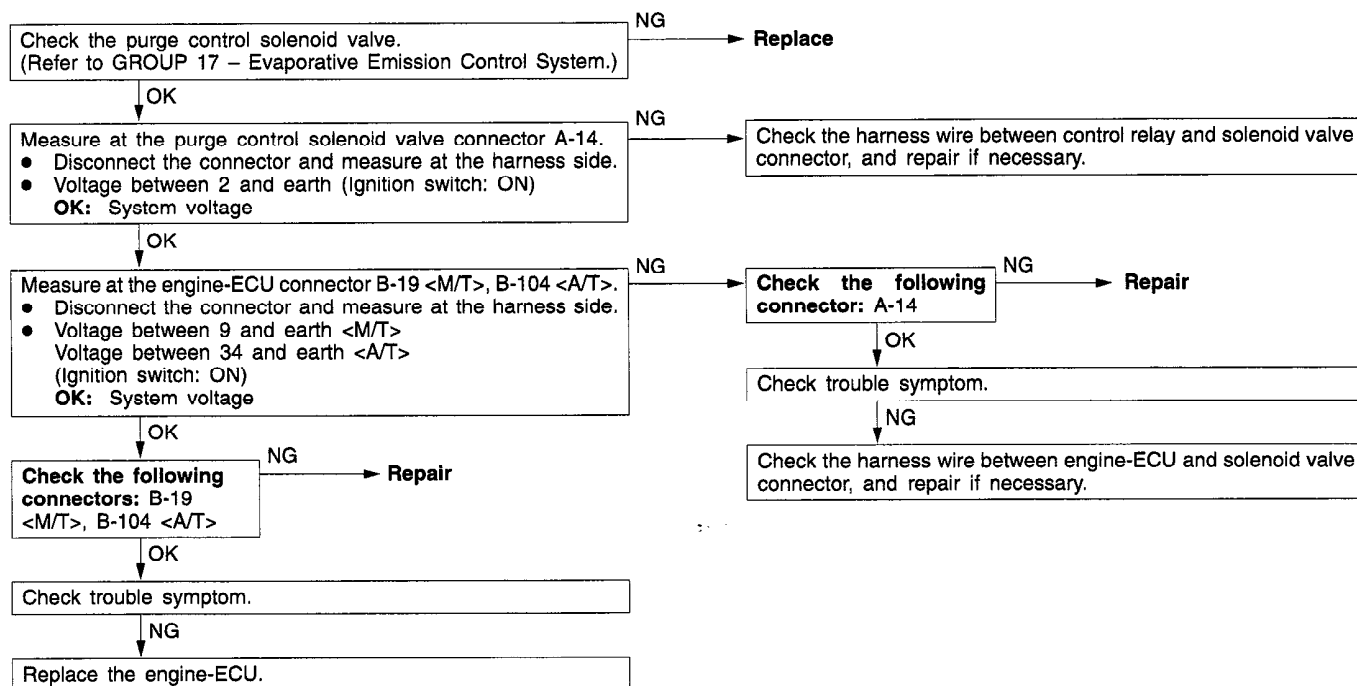 Check the purge control solenoid valve.
(Refer to GROUP 17 – Evaporative Emission Control System.)
NG
Replace
OK
Measure at the purge control solenoid valve connector A-14.
● Disconnect the connector and measure at the harness side.
● Voltage between 2 and earth (Ignition switch: ON)
OK: System voltage
NG
Check the harness wire between control relay and solenoid valve
connector, and repair if necessary.
OK
Measure at the engine-ECU connector B-19 <M/T>, B-104 <A/T>.
● Disconnect the connector and measure at the harness side.
● Voltage between 9 and earth <M/T>
Voltage between 34 and earth <A/T>
(Ignition switch: ON)
OK: System voltage
NG
Check the following
connector: A-14
NG
Repair
OK
Check trouble symptom.
NG
Check the harness wire between engine-ECU and solenoid valve
connector, and repair if necessary.
OK
Check the following
connectors: B-19
<M/T>, B-104 <A/T>
NG
Repair
OK
Check trouble symptom.
NG
Replace the engine-ECU.